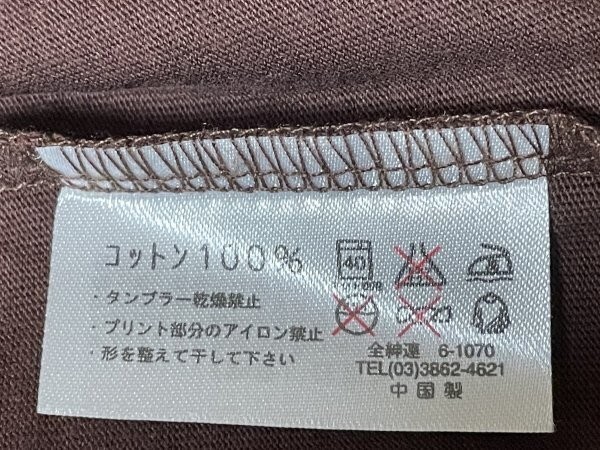 コットン100%
40
・タンブラー乾燥禁止
・プリント部分のアイロン禁止
・形を整えて干して下さい
全紳連 6-1070
TEL(03)3862-4621
中国製